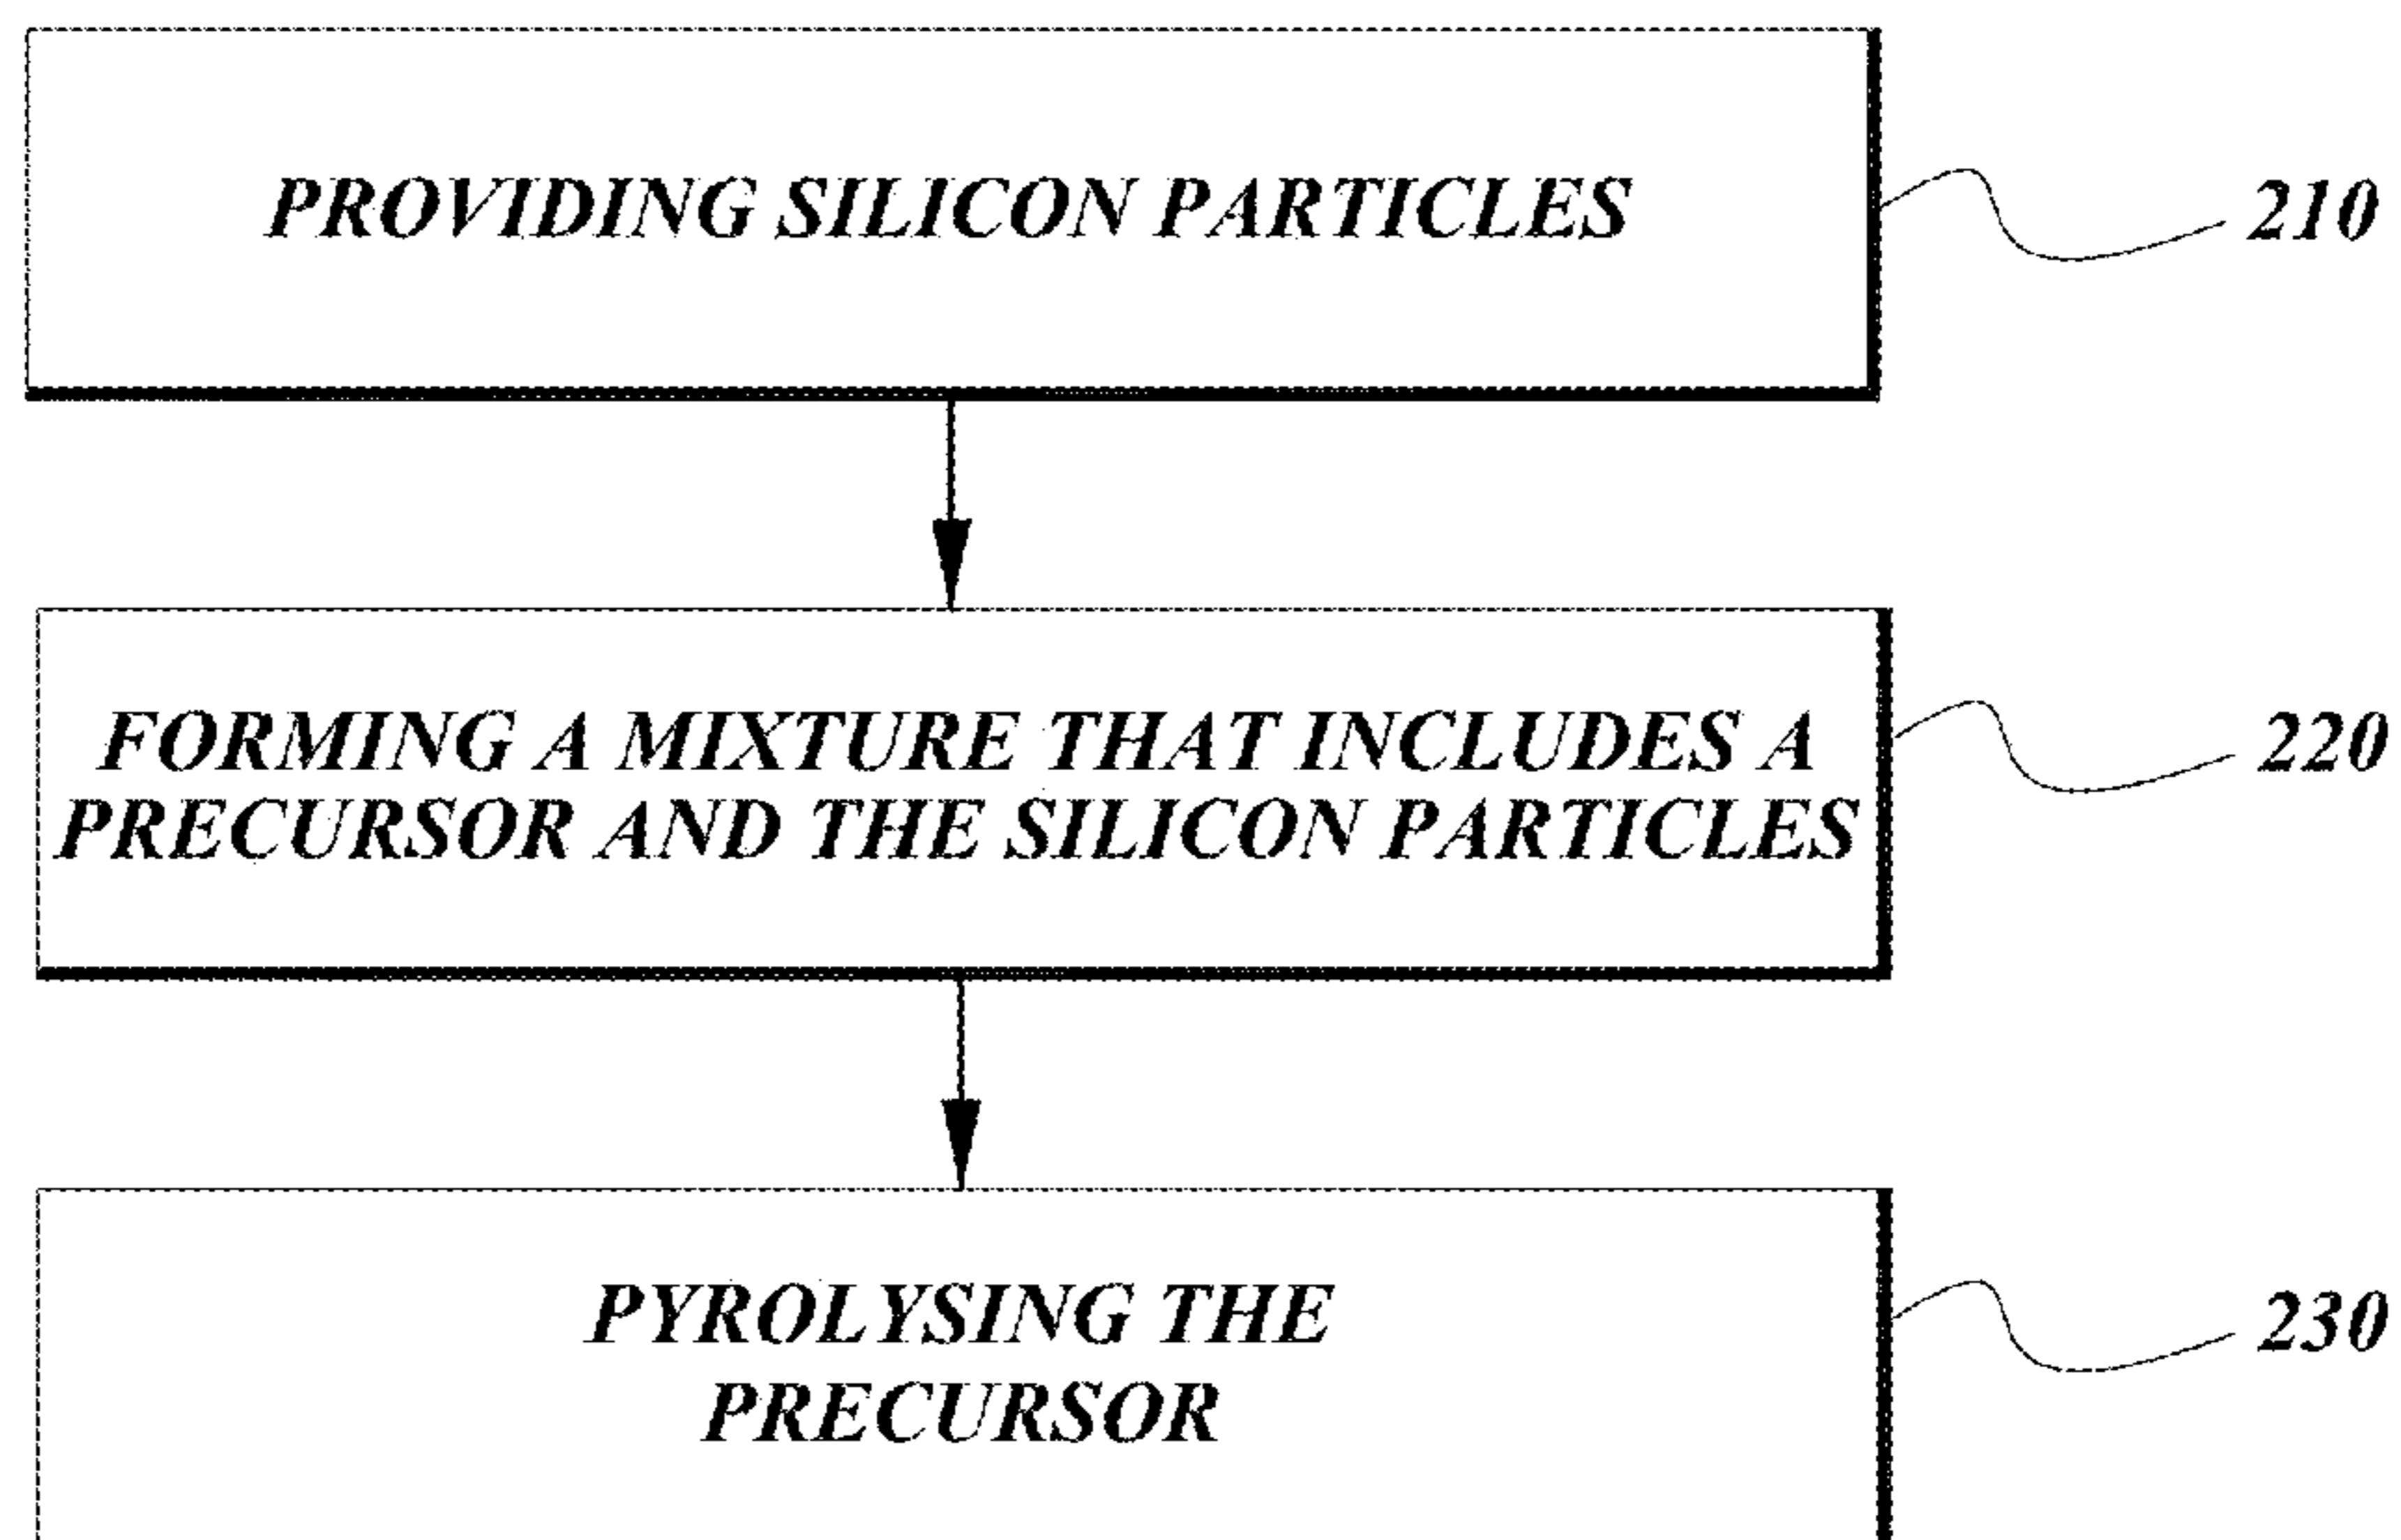 PROVIDING SILICON PARTICLES
210
FORMING A MIXTURE THAT INCLUDES A
PRECURSOR AND THE SILICON PARTICLES
220
PYROLYSING THE
PRECURSOR
230